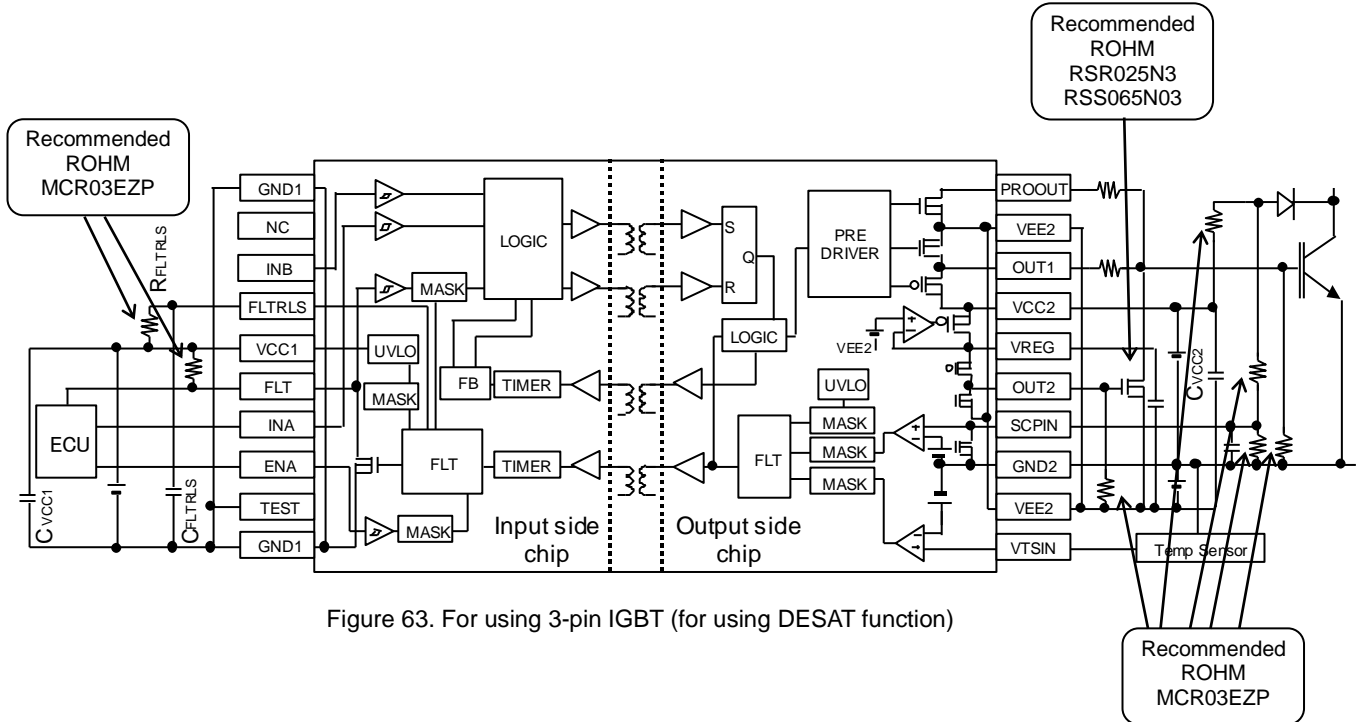 Recommended
ROHM
RSR025N3
RSS065N03
Recommended
ROHM
MCR03EZP
GND1
NC
INB
FLTRLS
VCC1
FLT
INA
ENA
TEST
GND1
RFLTRLS
ECU
CVCC1
CFLTRLS
LOGIC
MASK
UVLO
MASK
FB
TIMER
FLT
TIMER
MASK
Input side
chip
Output side
chip
S
Q
R
PRE
DRIVER
LOGIC
VEE2
UVLO
MASK
MASK
MASK
FLT
PROOUT
VEE2
OUT1
VCC2
VREG
OUT2
SCPIN
GND2
VEE2
VTSIN
CVCC2
Temp Sensor
Figure 63. For using 3-pin IGBT (for using DESAT function)
Recommended
ROHM
MCR03EZP